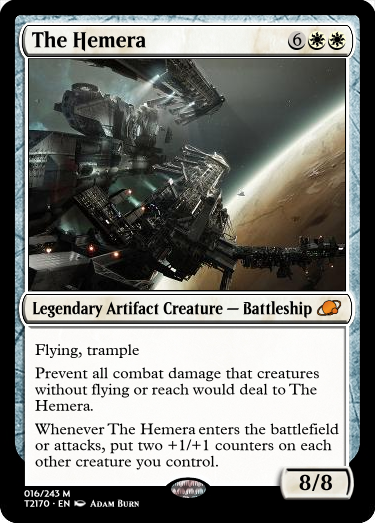 The Hemera 6
Legendary Artifact Creature — Battleship
Flying, trample
Prevent all combat damage that creatures
without flying or reach would deal to The
Hemera.
Whenever The Hemera enters the battlefield
or attacks, put two +1/+1 counters on each
other creature you control.
8/8
016/243 M
T2170 • EN Adam Burn